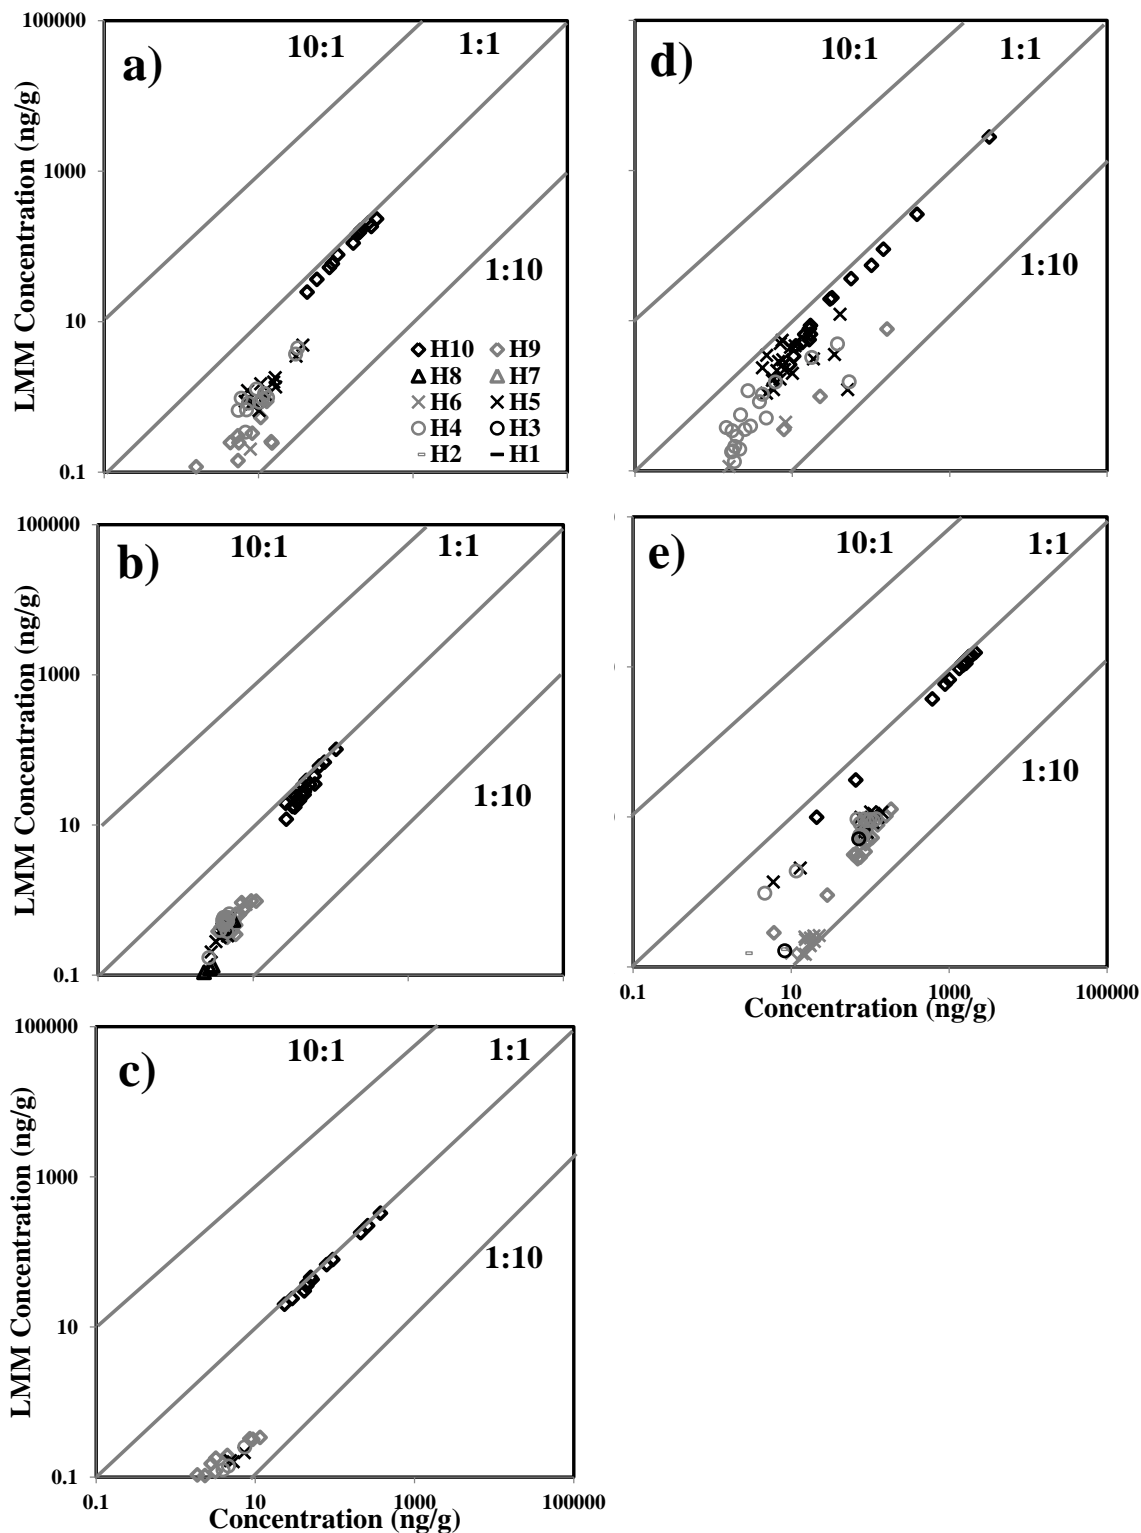 100000
10:1
1:1
a)
1000
1:10
10
0.1
LMM Concentration (ng/g)
H10 H9
H8 H7
H6 H5
H4 H3
H2 H1
10:1
1:1
d)
1:10
100000
10:1
1:1
b)
1000
1:10
10
0.1
LMM Concentration (ng/g)
10:1
1:1
e)
1:10
0.1 10 1000 100000
Concentration (ng/g)
100000
10:1
1:1
c)
1000
1:10
10
0.1
LMM Concentration (ng/g)
0.1 10 1000 100000
Concentration (ng/g)